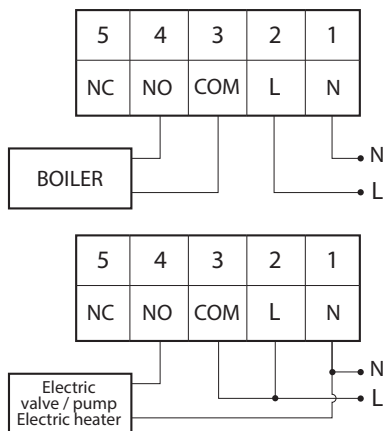 5 4 3 2 1
NC NO COM L N
N
BOILER
L
5 4 3 2 1
NC NO COM L N
N
Electric
L
valve / pump
Electric heater